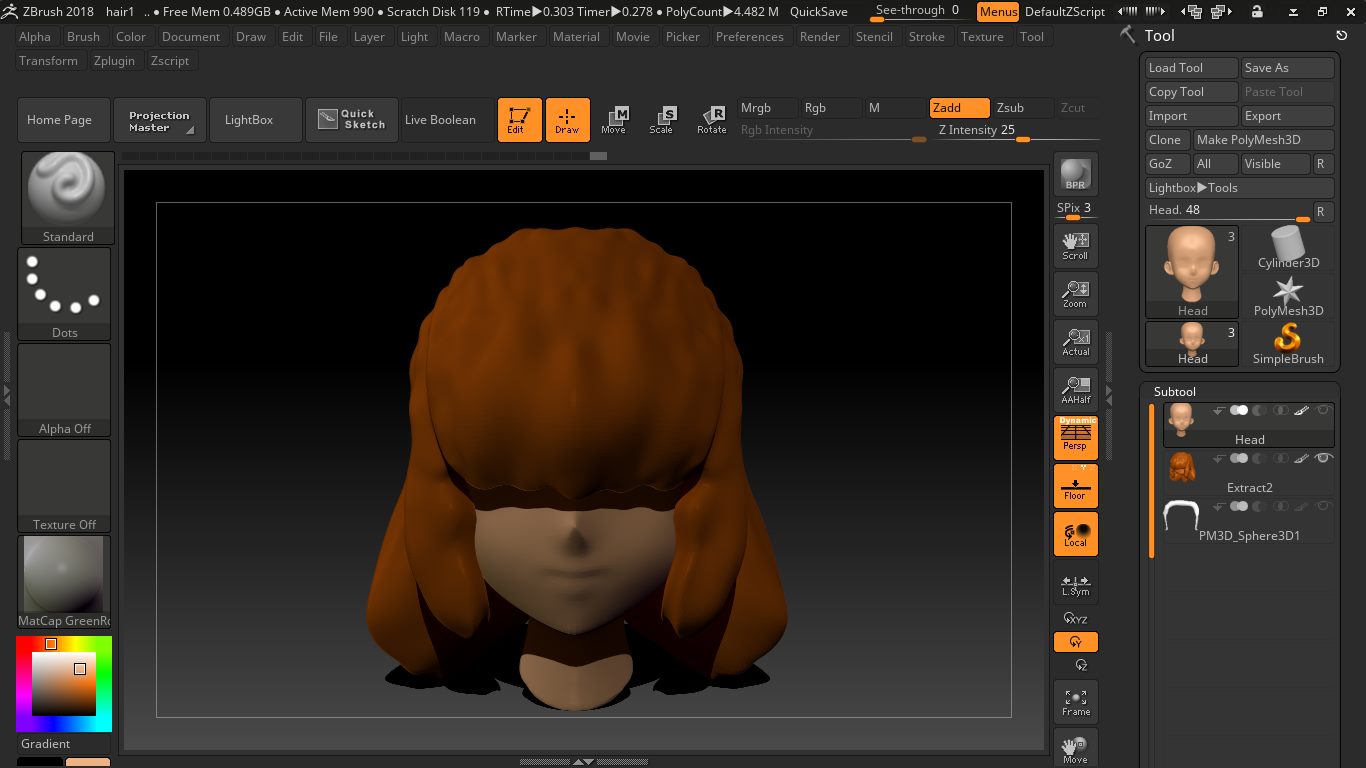 ZBrush 2018 hair1 .. • Free Mem 0.489GB • Active Mem 990 • Scratch Disk 119 • RTime▶0.303 Timer▶0.278 • PolyCount▶4.482 M QuickSave See-through 0 Menus DefaultZScript
Alpha Brush Color Document Draw Edit File Layer Light Macro Marker Material Movie Picker Preferences Render Stencil Stroke Texture Tool
Transform Zplugin Zscript
Home Page
Projection
Master
LightBox
Quick
Sketch
Live Boolean
Edit
Draw
M
Move
S
Scale
R
Rotate
Mrgb Rgb M Zadd Zsub Zcut
Rgb Intensity Z Intensity 25
Standard
Dots
Alpha Off
Texture Off
MatCap GreenRo
Gradient
BPR
SPix 3
Scroll
Zoom
Actual
AAHalf
Dynamic
Persp
Floor
Local
L.Sym
XYZ
Y
Z
Frame
Move
Tool
Load Tool Save As
Copy Tool Paste Tool
Import Export
Clone Make PolyMesh3D
GoZ All Visible R
Lightbox▶Tools
Head. 48 R
3
Head
Cylinder3D
PolyMesh3D
3
Head
SimpleBrush
Subtool
Head
Extract2
PM3D_Sphere3D1